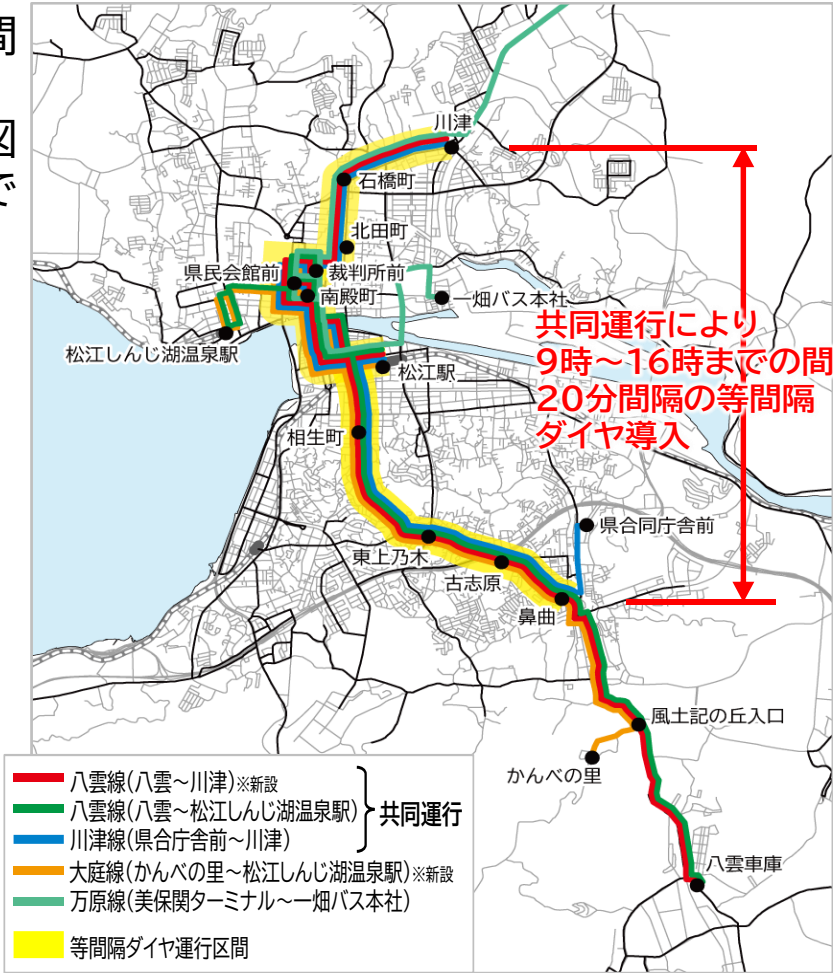 間
図
で
川津
石橋町
北田町
県民会館前
裁判所前
南殿町
一畑バス本社
松江しんじ湖温泉駅
松江駅
共同運行により
9時～16時までの間
20分間隔の等間隔
ダイヤ導入
相生町
県合同庁舎前
東上乃木
古志原
鼻曲
風土記の丘入口
かんべの里
八雲車庫
八雲線(八雲～川津)※新設
八雲線(八雲～松江しんじ湖温泉駅)
共同運行
川津線(県合庁舎前～川津)
大庭線(かんべの里～松江しんじ湖温泉駅)※新設
万原線(美保関ターミナル～一畑バス本社)
等間隔ダイヤ運行区間